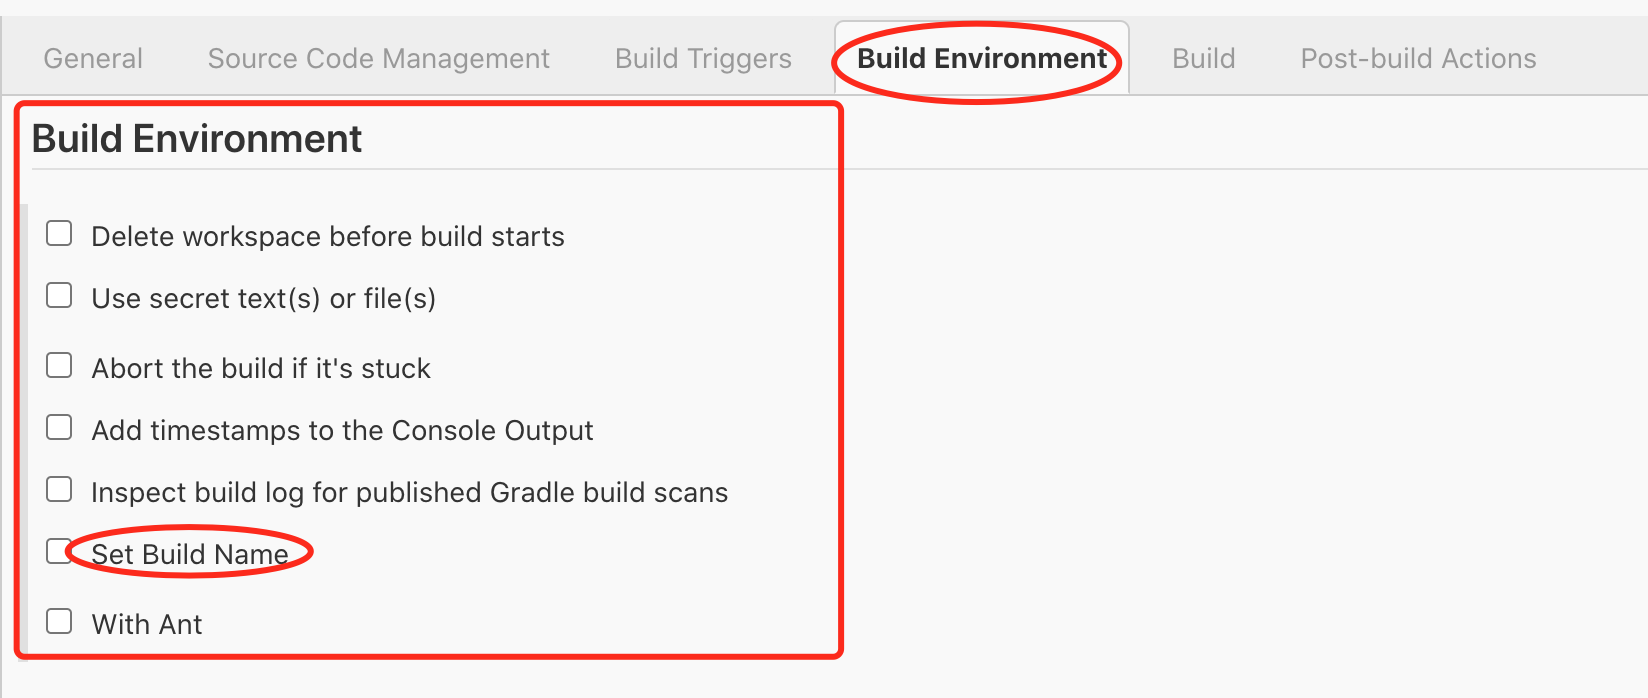 General Source Code Management Build Triggers Build Environment Build Post-build Actions
Build Environment
Delete workspace before build starts
Use secret text(s) or file(s)
Abort the build if it's stuck
Add timestamps to the Console Output
Inspect build log for published Gradle build scans
Set Build Name
With Ant